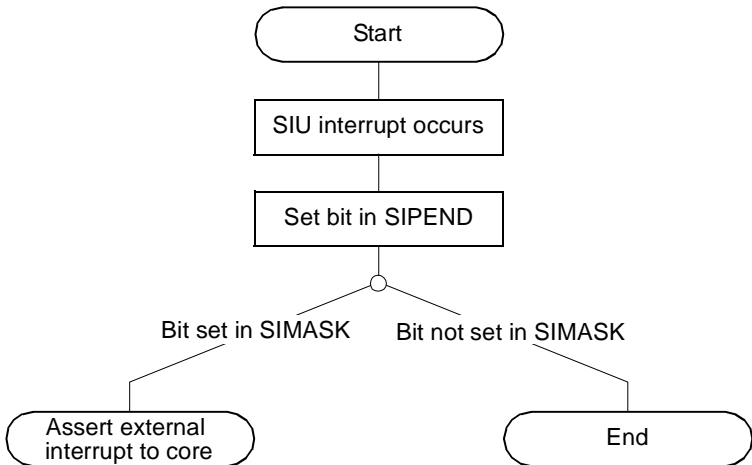 Start
SIU interrupt occurs
Set bit in SIPEND
Bit set in SIMASK
Bit not set in SIMASK
Assert external
interrupt to core
End